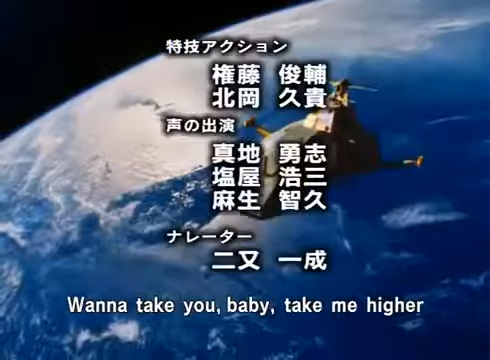 特技アクション
権藤 俊輔
北岡 久貴
声の出演
真地 勇志
塩屋 浩三
麻生 智久
ナレーター
二又 一成
Wanna take you, baby, take me higher